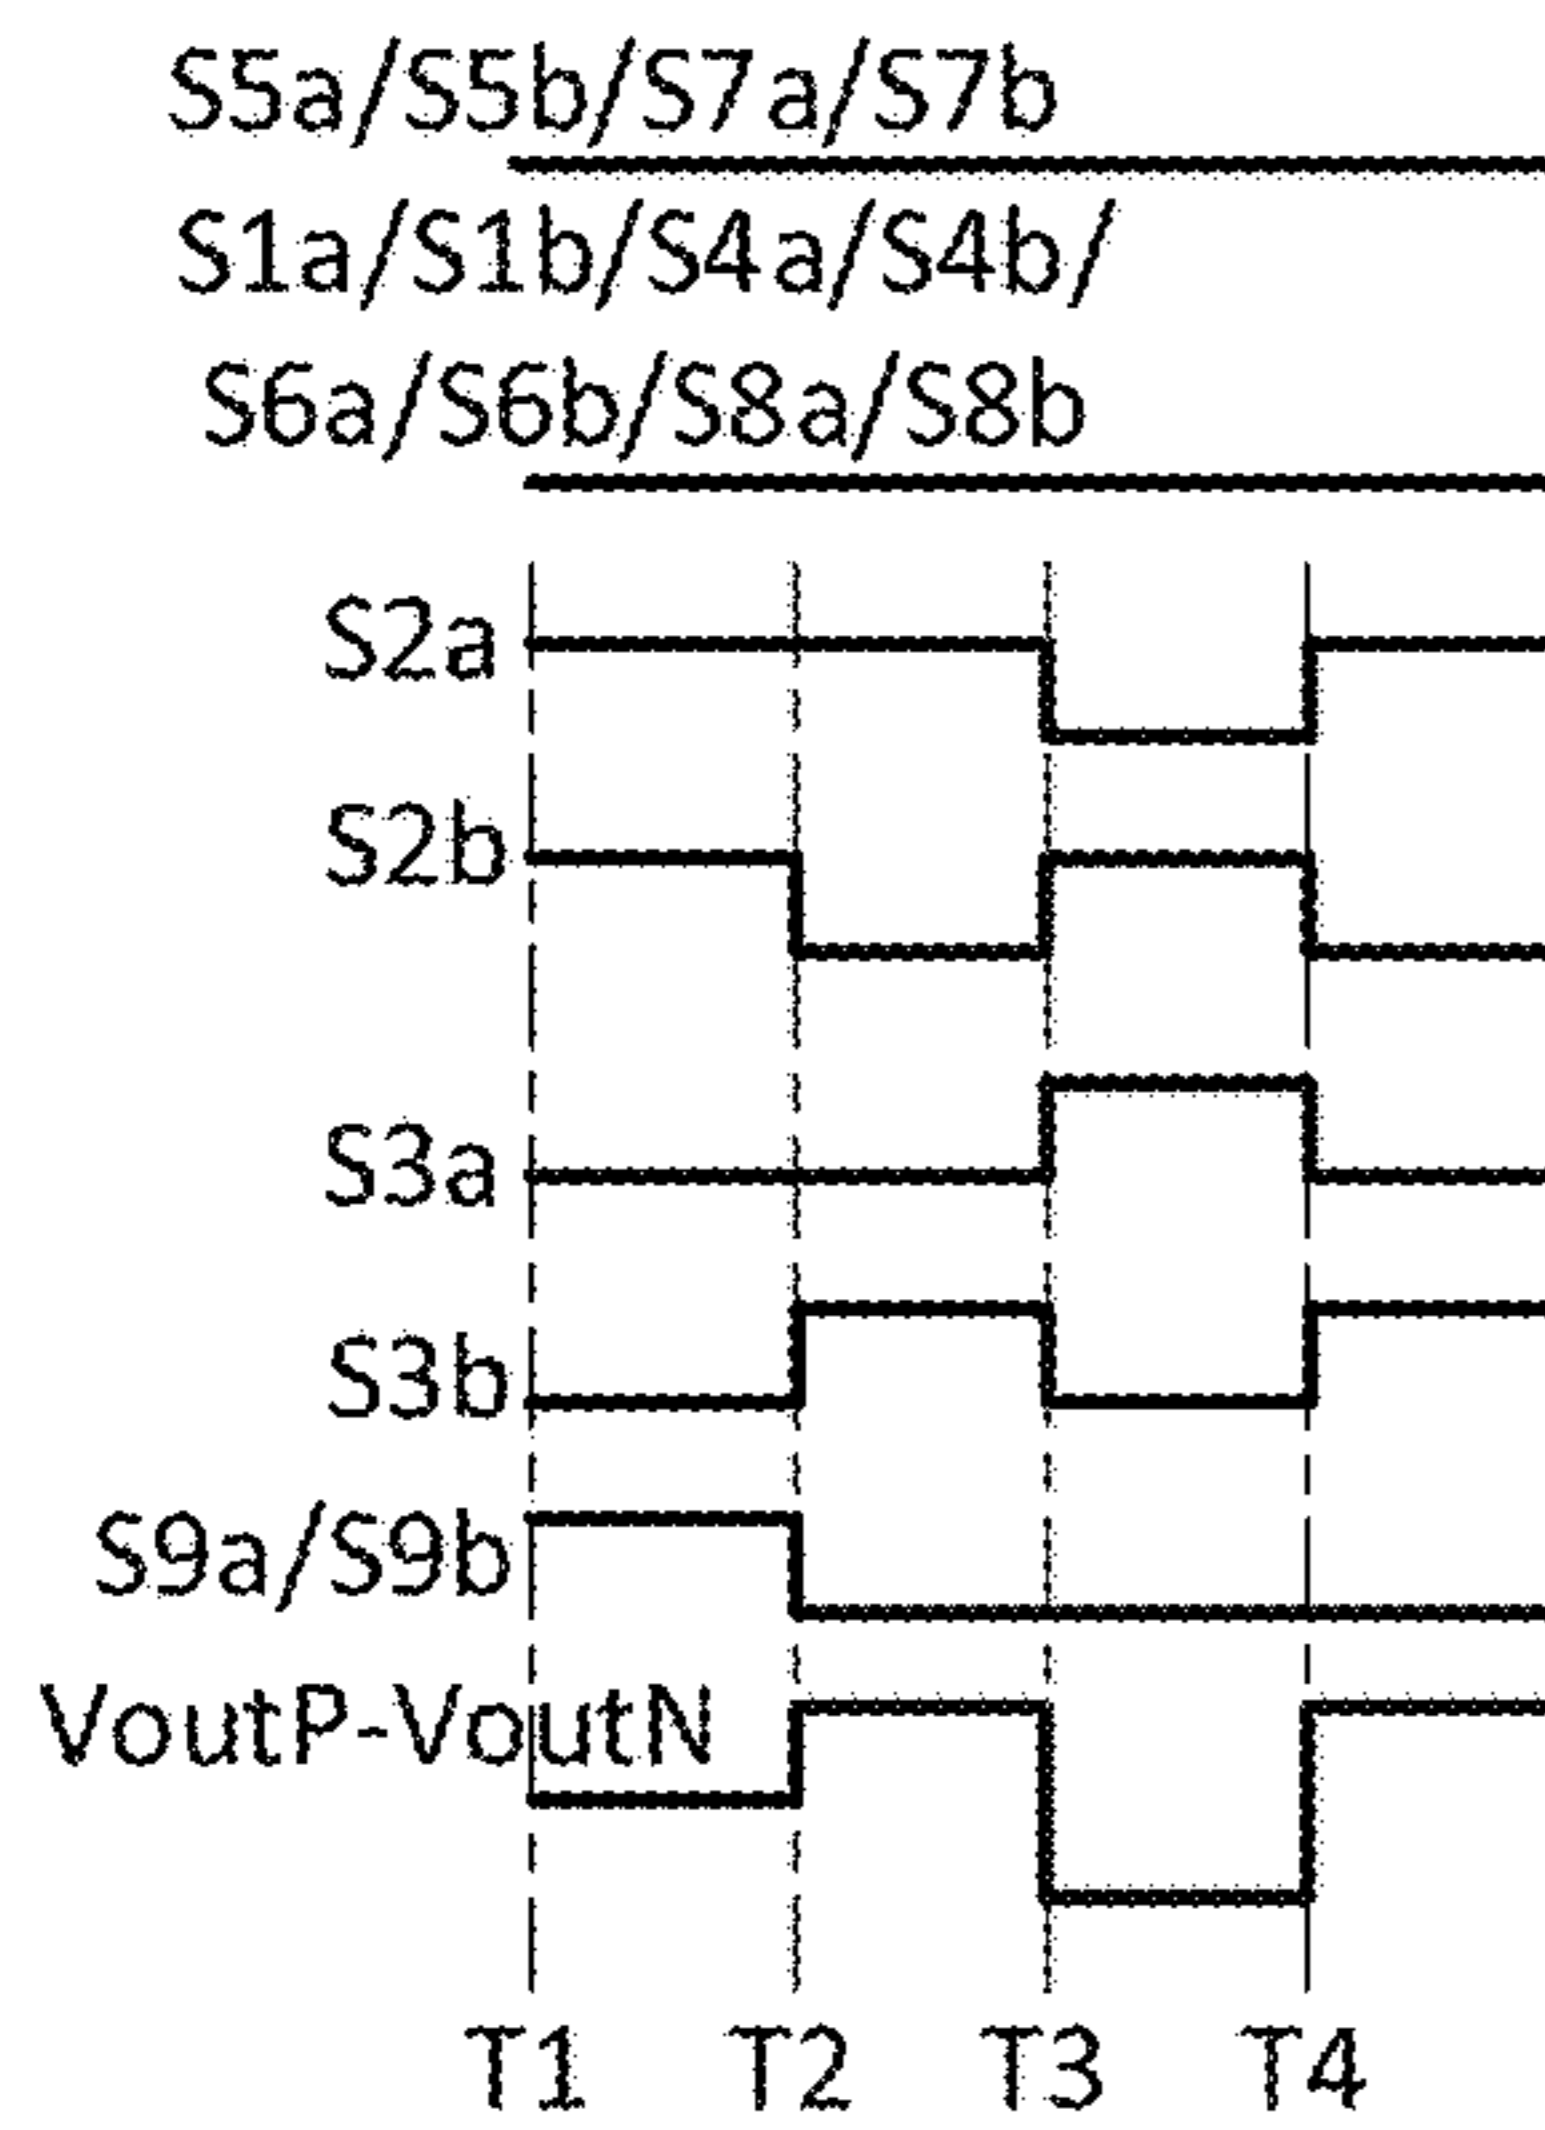 S5a/S5b/S7a/S7b
S1a/S1b/S4a/S4b/
S6a/S6b/S8a/S8b
S2a
S2b
S3a
S3b
S9a/S9b
VoutP-VoutN
T1 T2 T3 T4